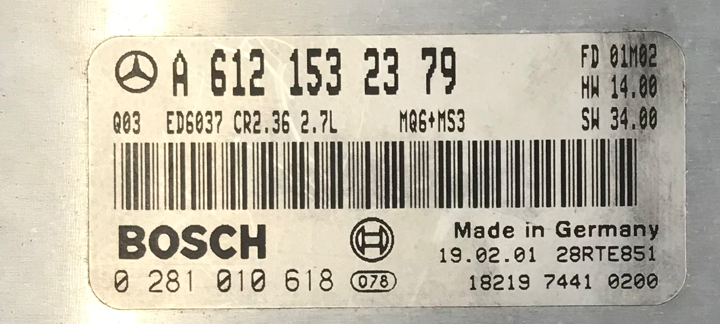 A 612 153 23 79 FD 01M02
HW 14.00
Q03 ED6037 CR2.36 2.7L MQ6+MS3 SW 34.00
BOSCH Made in Germany
19.02.01 28RTE851
0 281 010 618 078 18219 7441 0200